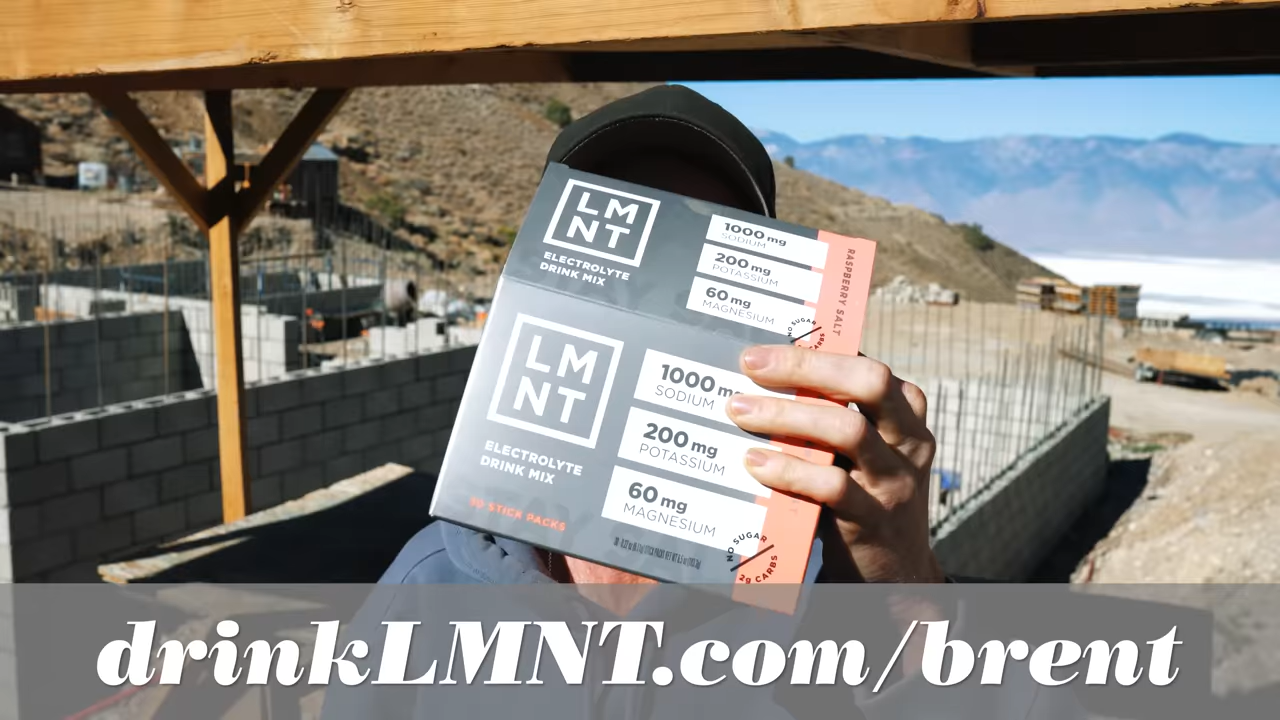 LM
NT
ELECTROLYTE
DRINK MIX
1000 mg
SODIUM
200 mg
POTASSIUM
60 mg
MAGNESIUM
NO SUGAR
RASPBERRY SALT
LM
NT
ELECTROLYTE
DRINK MIX
30 STICK PACKS
1000 mg
SODIUM
200 mg
POTASSIUM
60 mg
MAGNESIUM
NO SUGAR
2g CARBS
drinkLMNT.com/brent